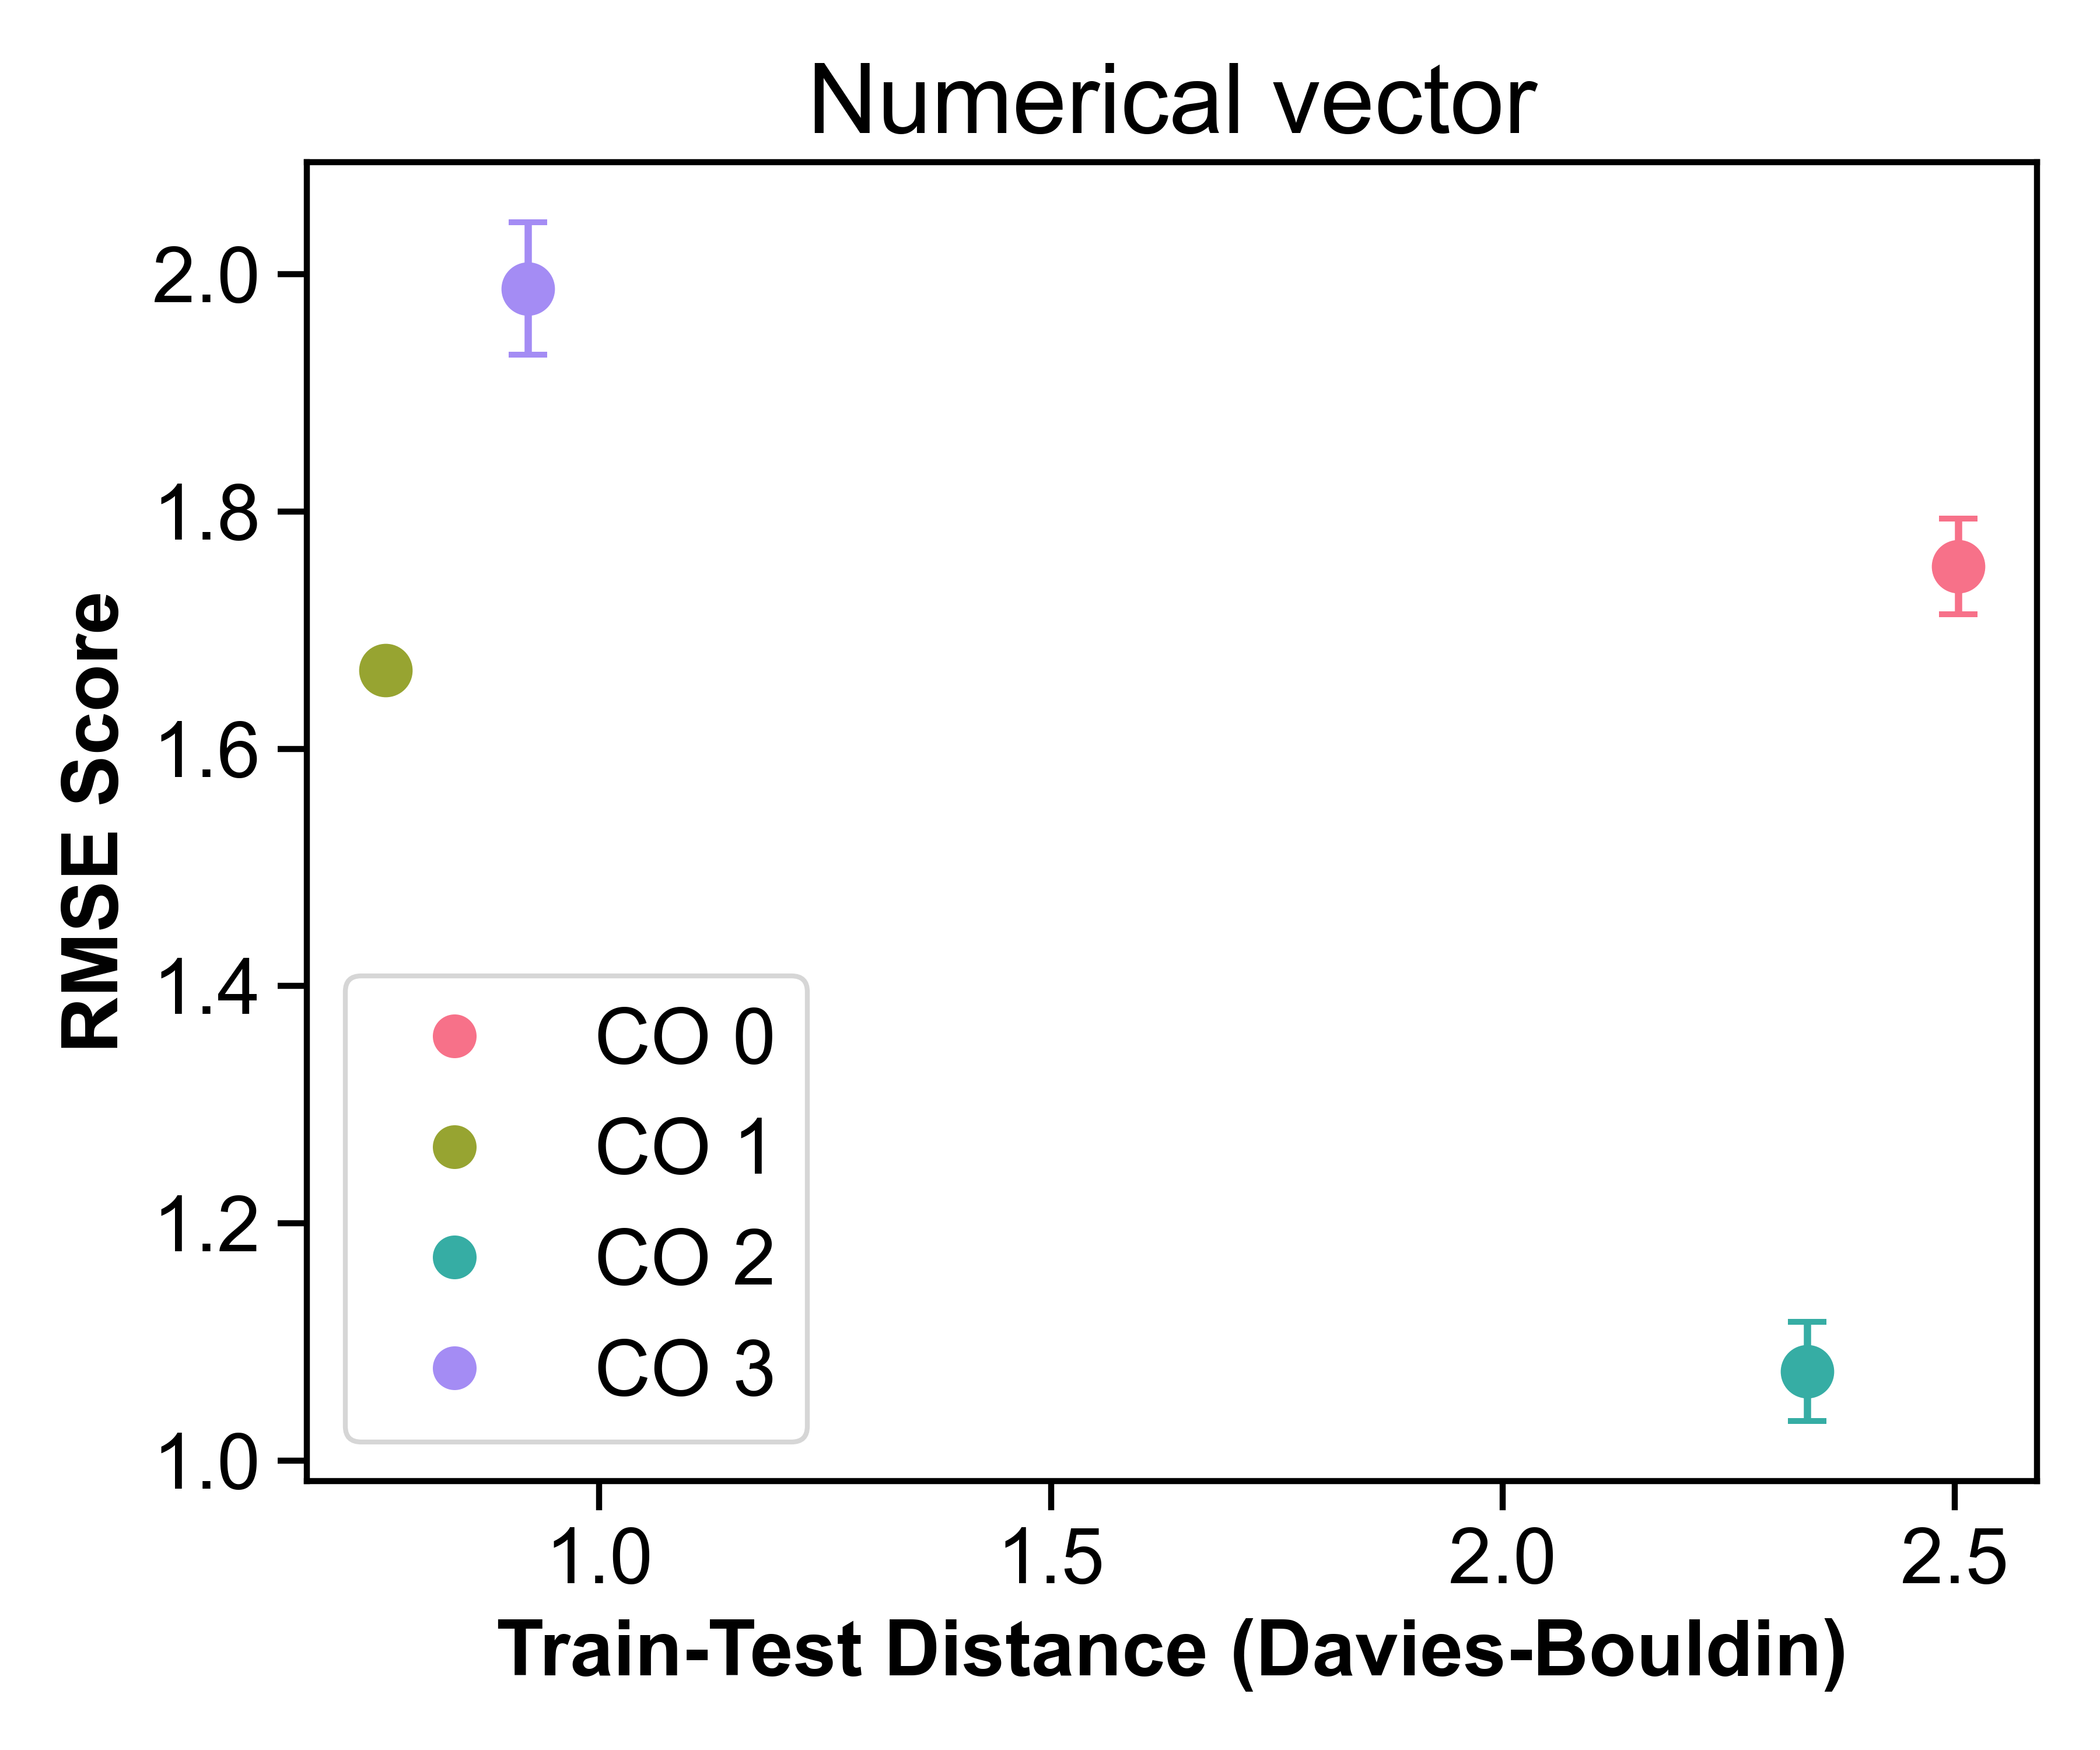 Numerical vector
2.0
1.8
1.6
1.4
1.2
1.0
RMSE Score
CO 0
CO 1
CO 2
CO 3
1.0 1.5 2.0 2.5
Train-Test Distance (Davies-Bouldin)